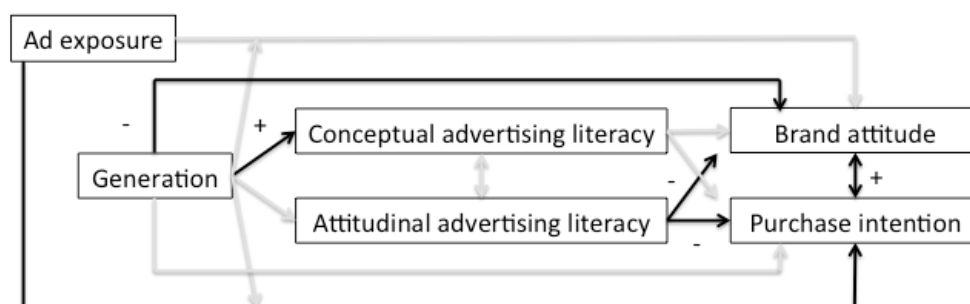 Ad exposure
-
+
Conceptual advertising literacy
Brand attitude
Generation
-
+
Attitudinal advertising literacy
Purchase intention
-